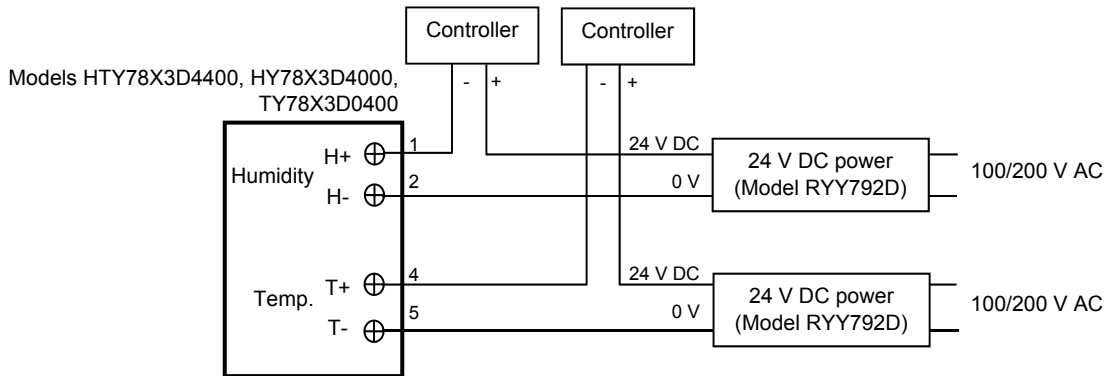 Controller
Controller
Models HTY78X3D4400, HY78X3D4000,
TY78X3D0400
- +
- +
Humidity
H+
1
H-
2
24 V DC
0 V
24 V DC power
(Model RYY792D)
100/200 V AC
Temp.
T+
4
T-
5
24 V DC
0 V
24 V DC power
(Model RYY792D)
100/200 V AC